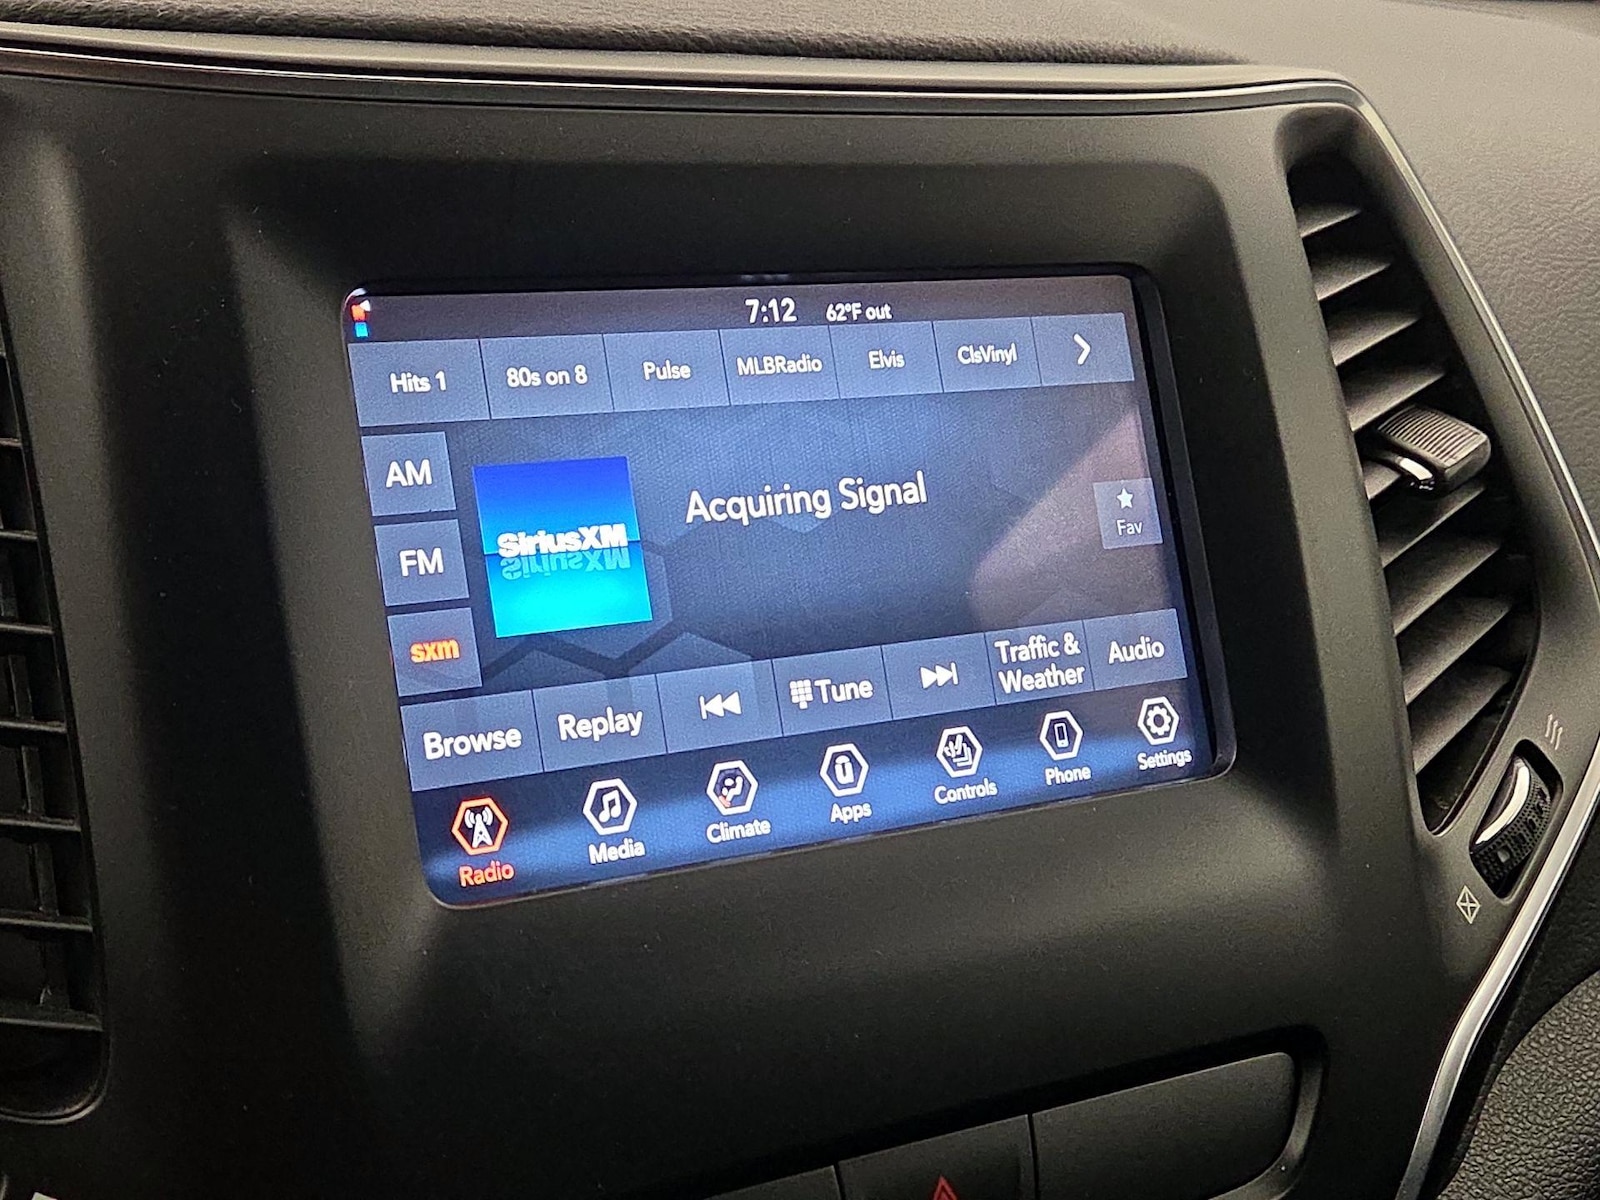 7:12 62°F out
Hits 1 80s on 8 Pulse MLBRadio Elvis ClsVinyl
AM
SiriusXM
SiriusXM
Acquiring Signal
Fav
FM
sxm
Browse Replay Tune Traffic & Weather Audio
Radio Media Climate Apps Controls Phone Settings